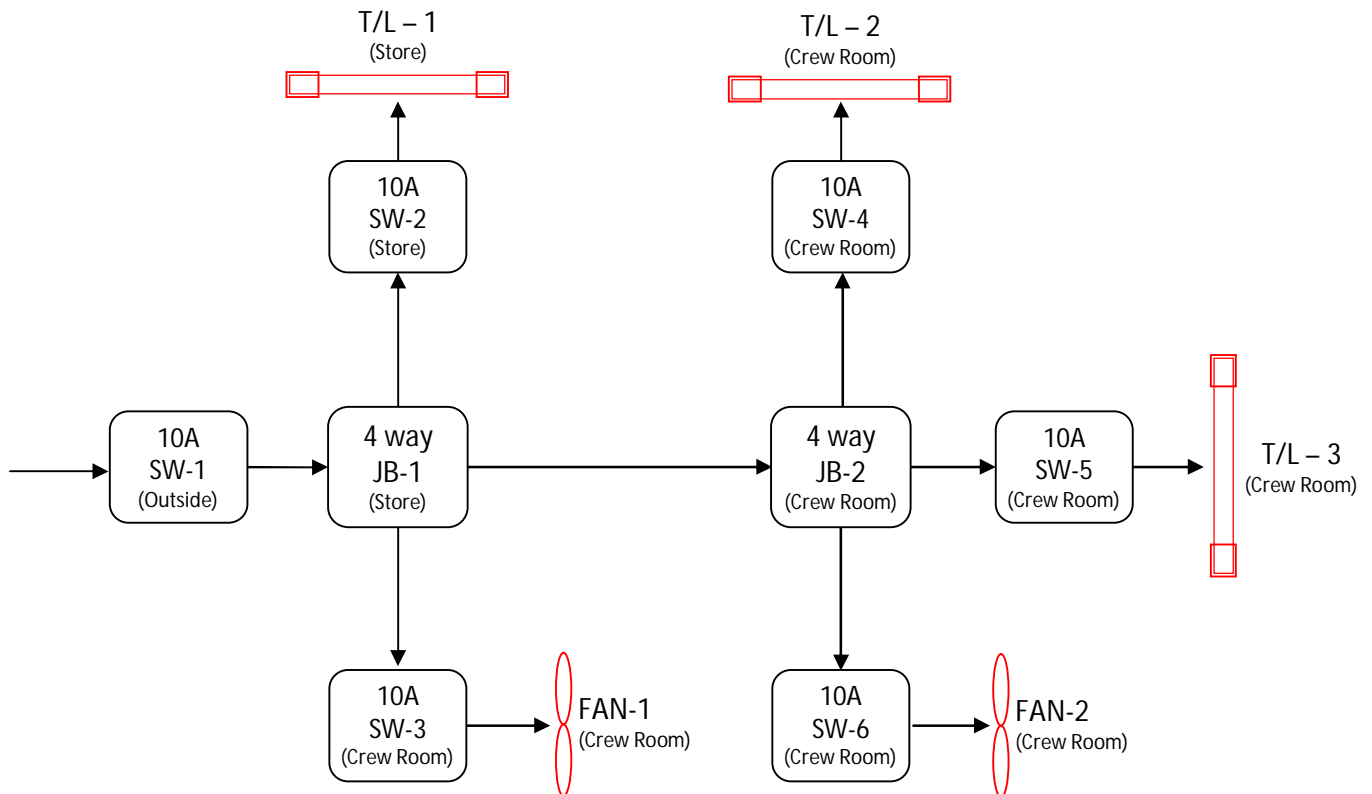 T/L – 1
(Store)
T/L – 2
(Crew Room)
10A
SW-2
(Store)
10A
SW-4
(Crew Room)
10A
SW-1
(Outside)
4 way
JB-1
(Store)
4 way
JB-2
(Crew Room)
10A
SW-5
(Crew Room)
T/L – 3
(Crew Room)
10A
SW-3
(Crew Room)
FAN-1
(Crew Room)
10A
SW-6
(Crew Room)
FAN-2
(Crew Room)